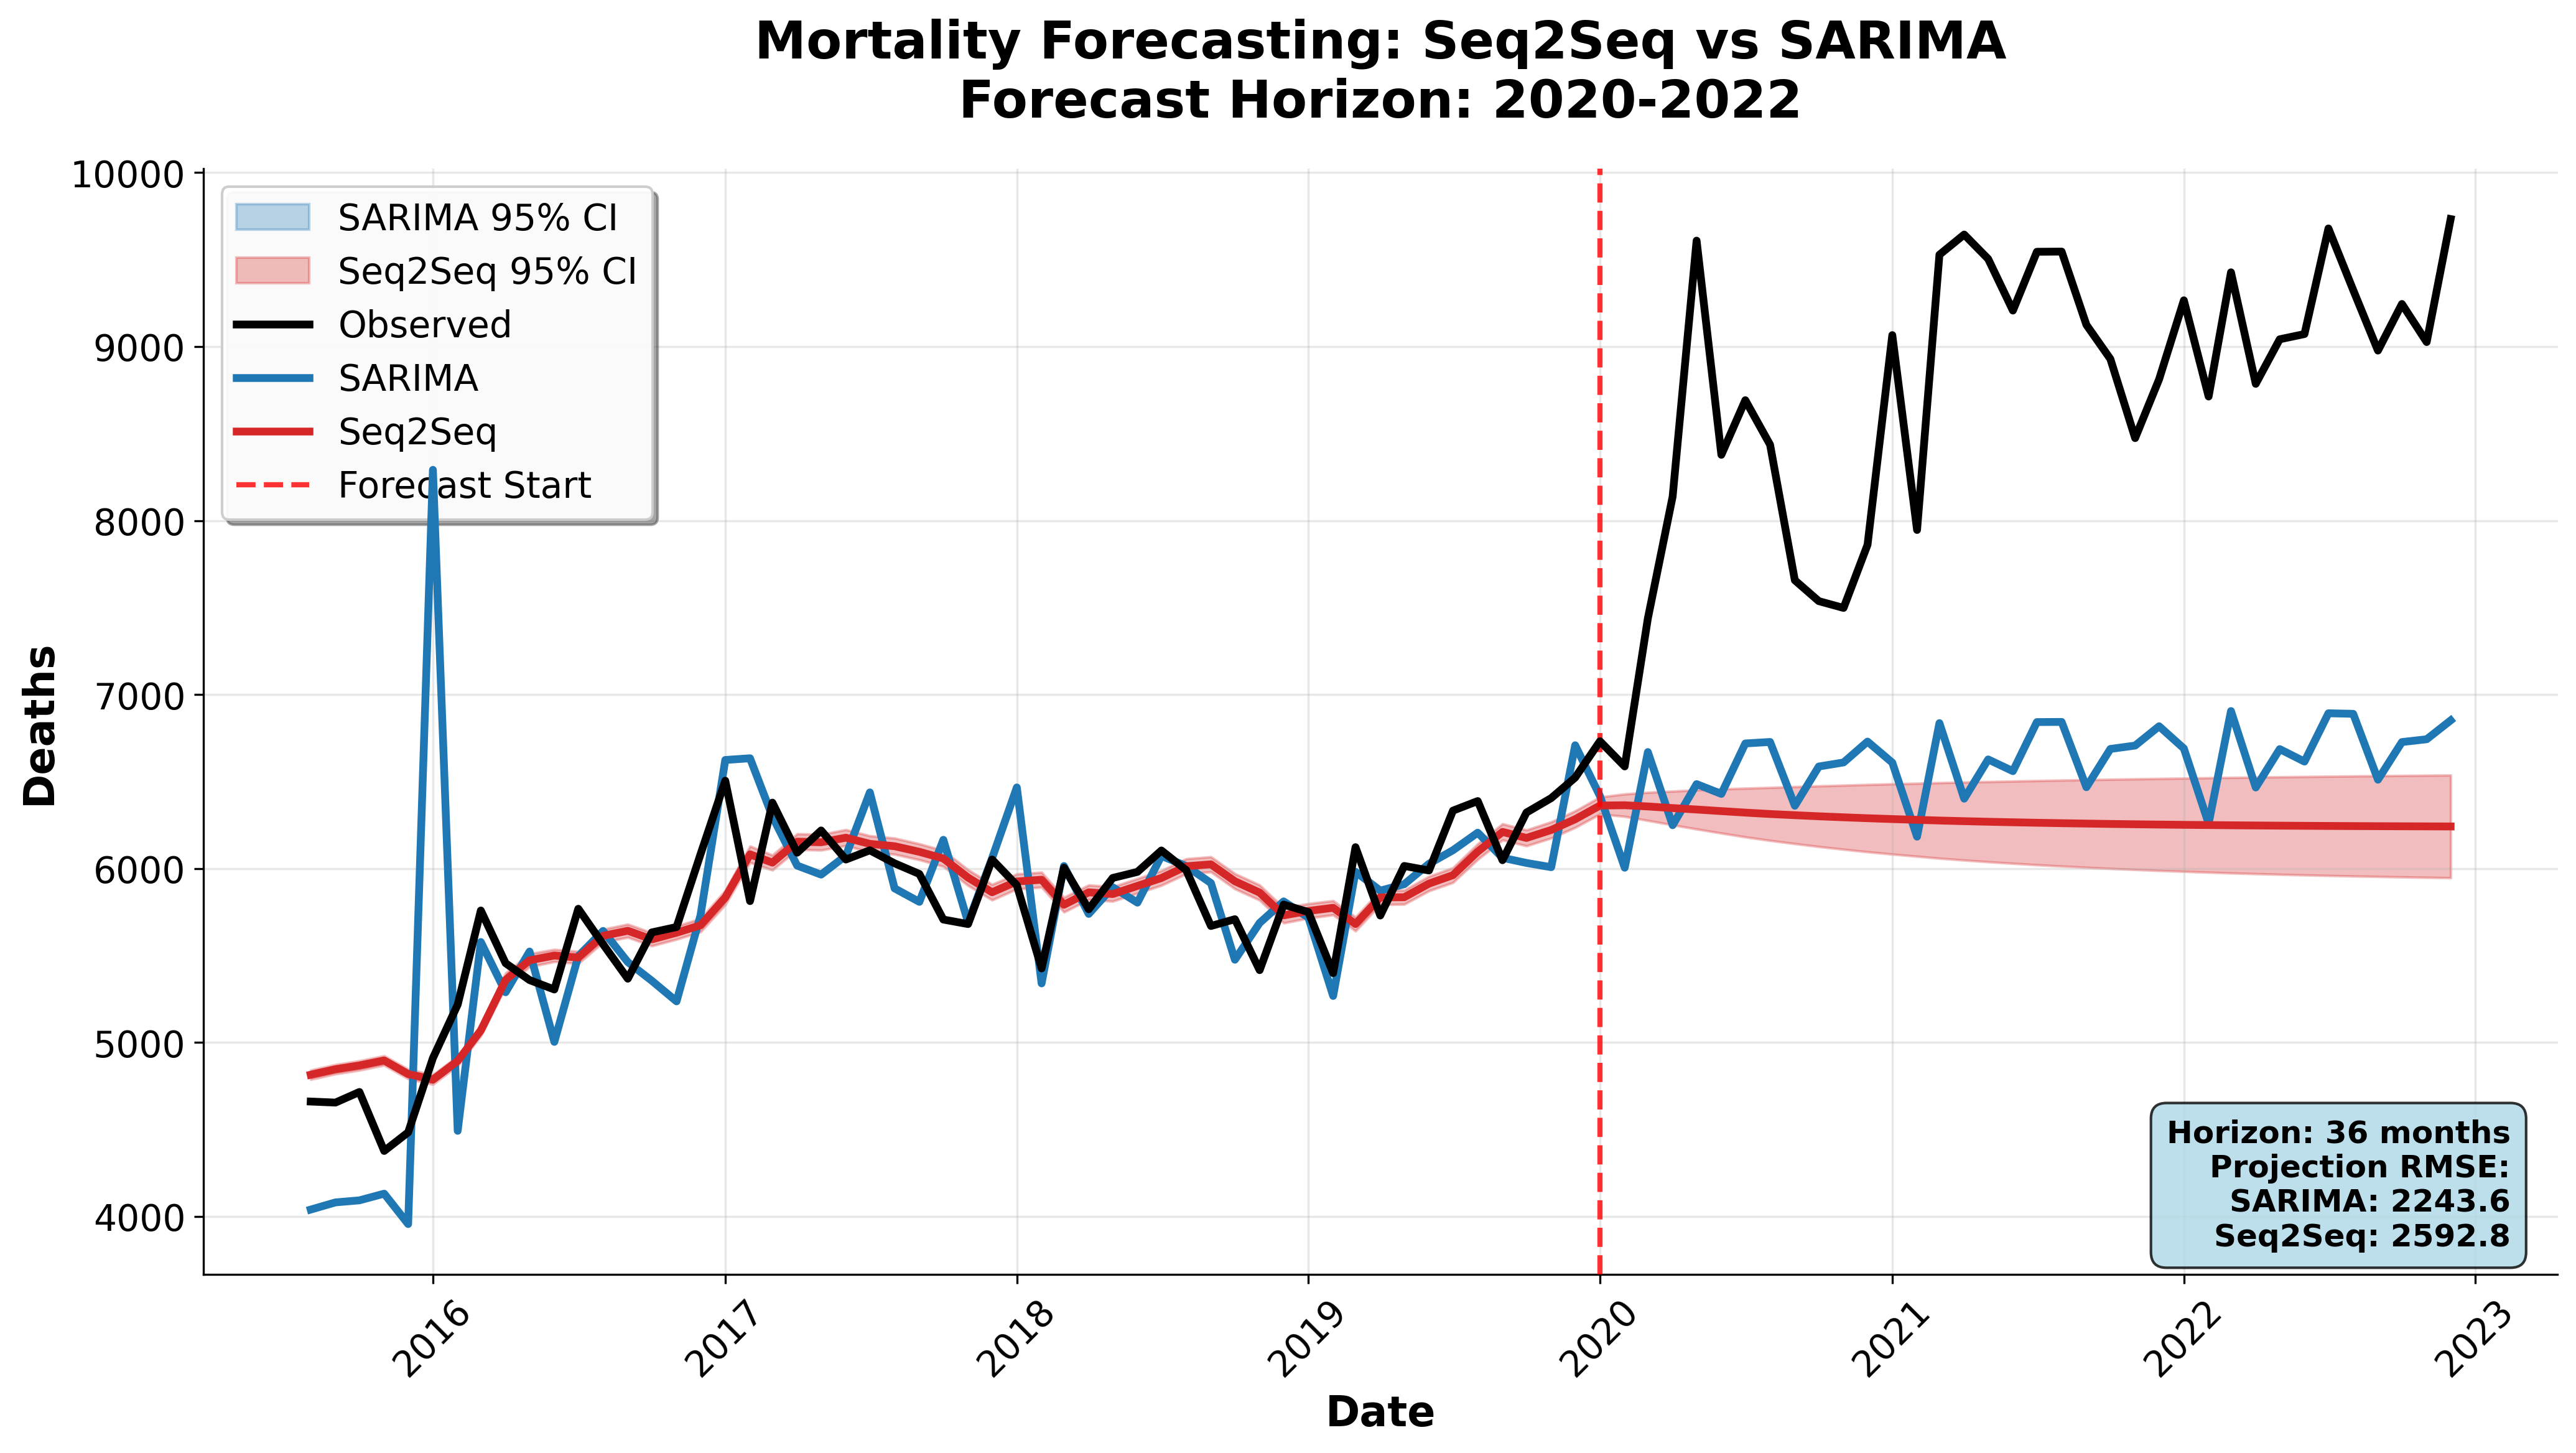 Mortality Forecasting: Seq2Seq vs SARIMA
Forecast Horizon: 2020-2022
10000
9000
8000
7000
6000
5000
4000
Deaths
SARIMA 95% CI
Seq2Seq 95% CI
Observed
SARIMA
Seq2Seq
Forecast Start
Horizon: 36 months
Projection RMSE:
SARIMA: 2243.6
Seq2Seq: 2592.8
2016
2017
2018
2019
2020
2021
2022
2023
Date